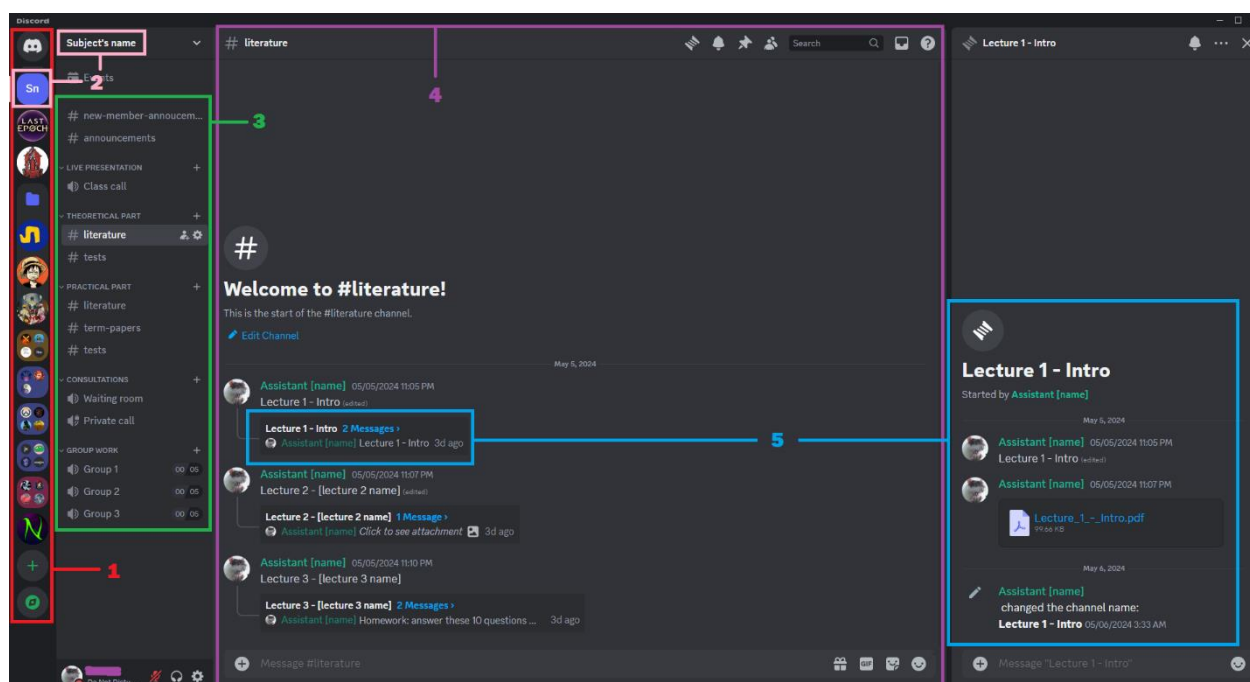 Discord
Subject's name
# literature
Search
Lecture 1 - Intro
2
Events
Sn
4
LAST EPOCH
# new-member-annoucem...
3
# announcements
LIVE PRESENTATION
Class call
THEORETICAL PART
# literature
# tests
PRACTICAL PART
# literature
# term-papers
# tests
CONSULTATIONS
Waiting room
Private call
GROUP WORK
Group 1 00 05
Group 2 00 05
Group 3 00 05
1
#
Welcome to #literature!
This is the start of the #literature channel.
Edit Channel
May 5, 2024
Assistant [name] 05/05/2024 11:05 PM
Lecture 1 - Intro (edited)
Lecture 1 - Intro 2 Messages ›
Assistant [name] Lecture 1 - Intro 3d ago
5
Assistant [name] 05/05/2024 11:07 PM
Lecture 2 - [lecture 2 name] (edited)
Lecture 2 - [lecture 2 name] 1 Message ›
Assistant [name] Click to see attachment 3d ago
Assistant [name] 05/05/2024 11:10 PM
Lecture 3 - [lecture 3 name]
Lecture 3 - [lecture 3 name] 2 Messages ›
Assistant [name] Homework: answer these 10 questions ... 3d ago
Message #literature
GIF
Lecture 1 - Intro
Started by Assistant [name]
May 5, 2024
Assistant [name] 05/05/2024 11:05 PM
Lecture 1 - Intro (edited)
Assistant [name] 05/05/2024 11:07 PM
Lecture_1_-_Intro.pdf
99.66 KB
May 6, 2024
Assistant [name]
changed the channel name:
Lecture 1 - Intro 05/06/2024 3:33 AM
Message "Lecture 1 - Intro"